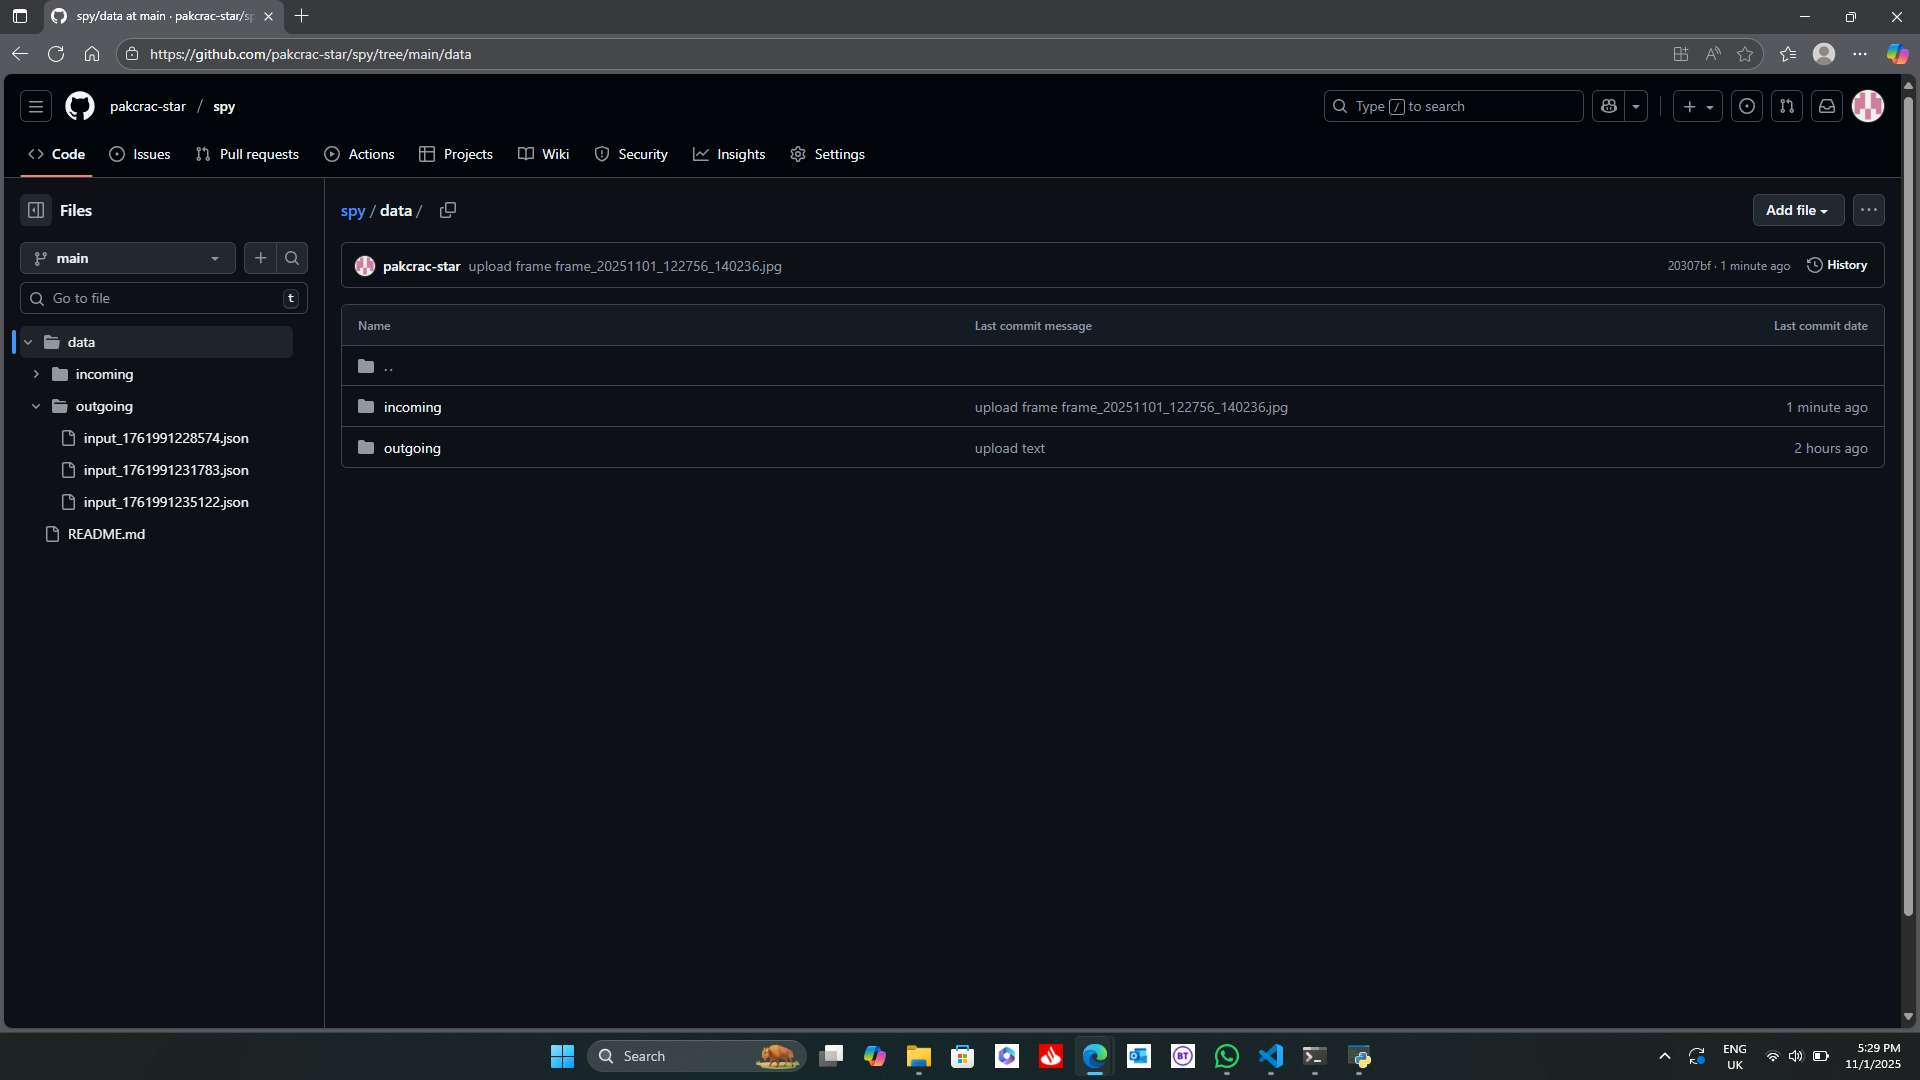 spy/data at main · pakcrac-star/sp
https://github.com/pakcrac-star/spy/tree/main/data
pakcrac-star / spy
Type / to search
Code
Issues
Pull requests
Actions
Projects
Wiki
Security
Insights
Settings
Files
spy / data /
Add file
main
pakcrac-star upload frame frame_20251101_122756_140236.jpg
20307bf · 1 minute ago
History
Go to file
t
Name
Last commit message
Last commit date
data
..
incoming
incoming
upload frame frame_20251101_122756_140236.jpg
1 minute ago
outgoing
outgoing
upload text
2 hours ago
input_1761991228574.json
input_1761991231783.json
input_1761991235122.json
README.md
Search
BT
ENG
UK
5:29 PM
11/1/2025